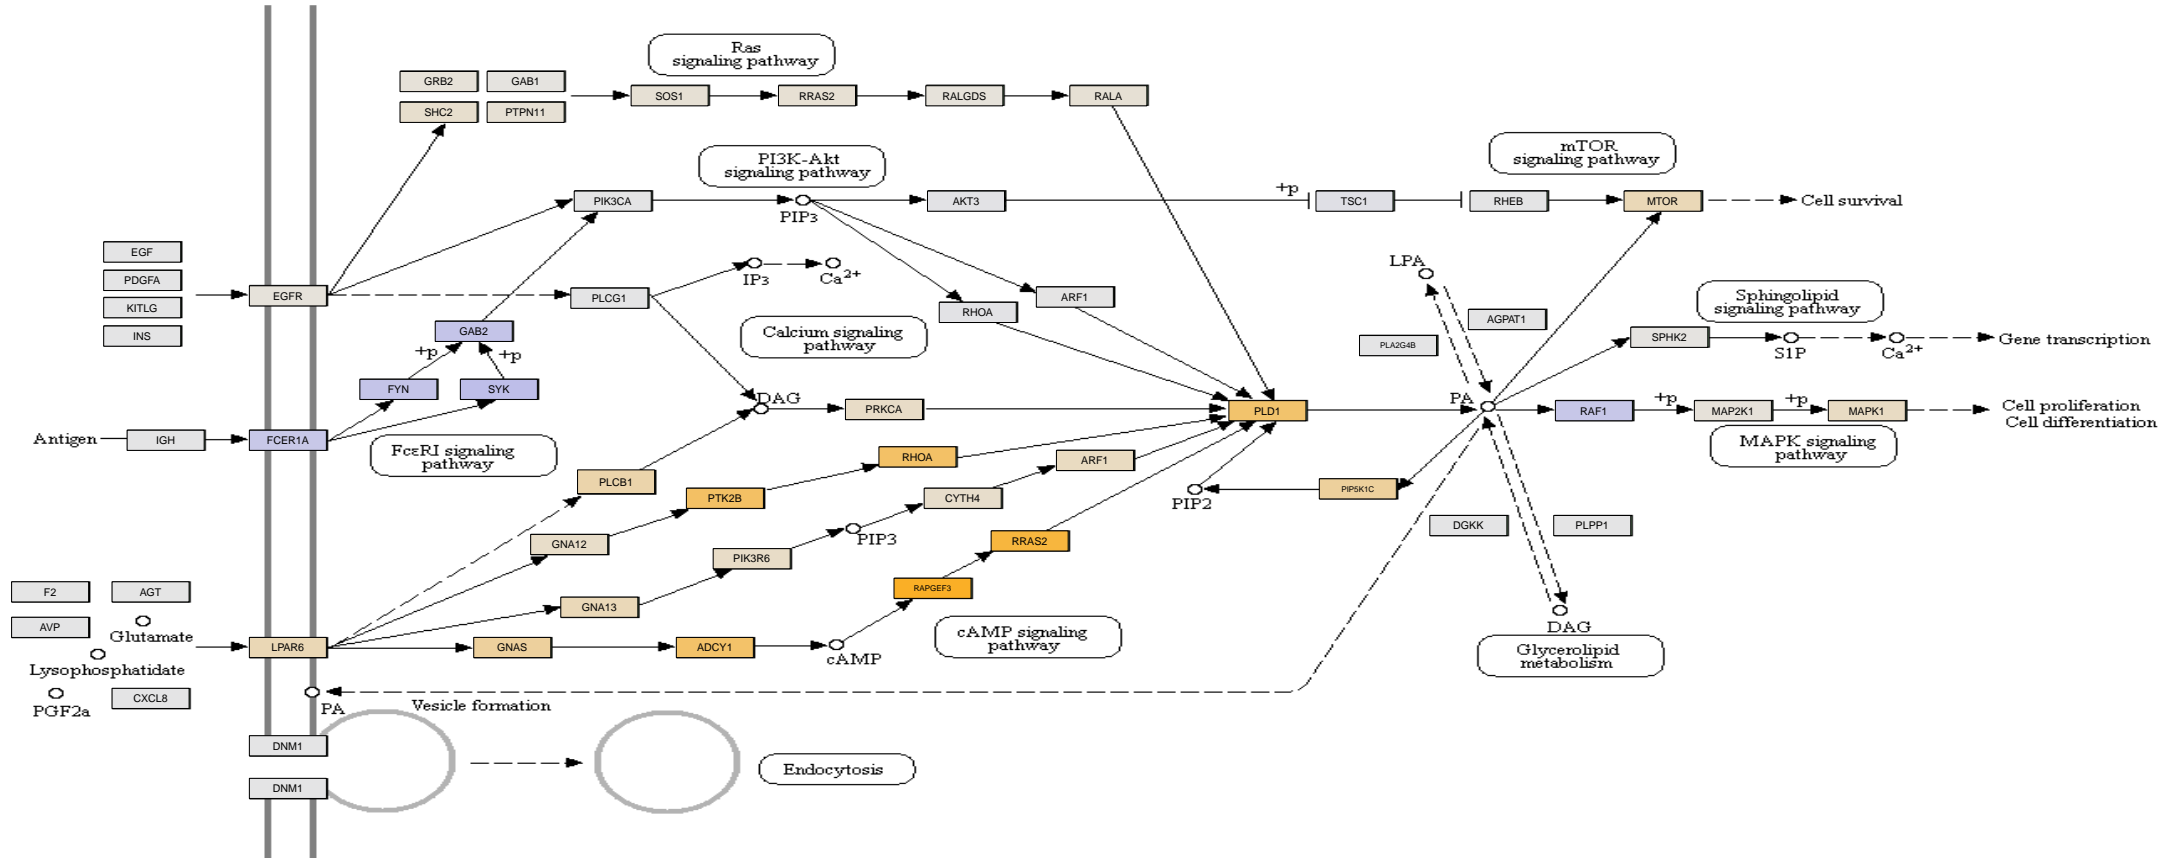 Ras
signaling pathway
GRB2
GAB1
SHC2
PTPN11
SOS1
RRAS2
RALGDS
RALA
PI3K-Akt
signaling pathway
mTOR
signaling pathway
PIK3CA
PIP3
AKT3
+p
TSC1
RHEB
MTOR
Cell survival
EGF
PDGFA
KITLG
INS
EGFR
PLCG1
IP3
Ca2+
RHOA
ARF1
LPA
AGPAT1
PLA2G4B
Sphingolipid
signaling pathway
SPHK2
S1P
Ca2+
Gene transcription
GAB2
+p
+p
FYN
SYK
Calcium signaling
pathway
DAG
PRKCA
PLD1
PA
RAF1
+p
MAP2K1
+p
MAPK1
Cell proliferation
Cell differentiation
MAPK signaling
pathway
Antigen
IGH
FCER1A
FcεRI signaling
pathway
PLCB1
PTK2B
RHOA
ARF1
CYTH4
PIP2
PIP5K1C
DGKK
PLPP1
GNA12
PIK3R6
PIP3
RRAS2
RAPGEF3
GNA13
F2
AGT
AVP
Glutamate
Lysophosphatidate
PGF2a
CXCL8
LPAR6
GNAS
ADCY1
cAMP
cAMP signaling
pathway
DAG
Glycerolipid
metabolism
PA
Vesicle formation
DNM1
DNM1
Endocytosis